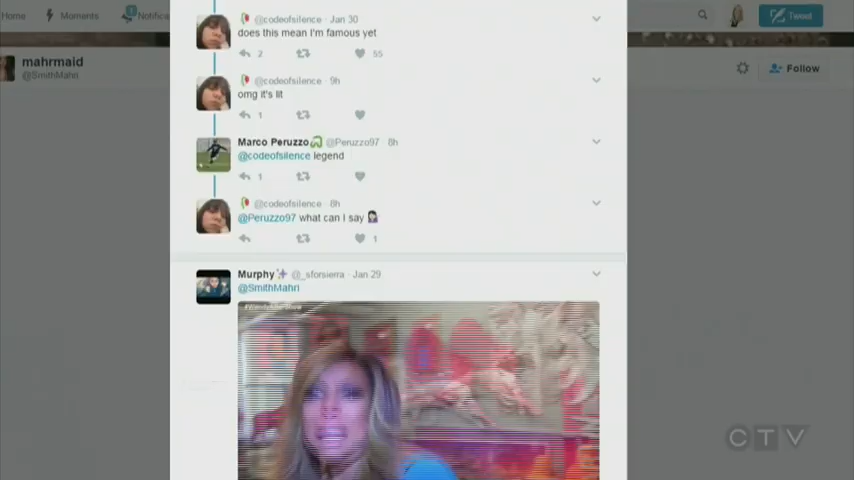 Home Moments Notifica
Tweet
mahrmaid
@SmithMahri
Follow
@codeofsilence · Jan 30
does this mean I'm famous yet
2 55
@codeofsilence · 9h
omg it's lit
1
Marco Peruzzo @Peruzzo97 · 8h
@codeofsilence legend
1
@codeofsilence · 8h
@Peruzzo97 what can I say
1
Murphy @_sforsierra · Jan 29
@SmithMahri
CTV